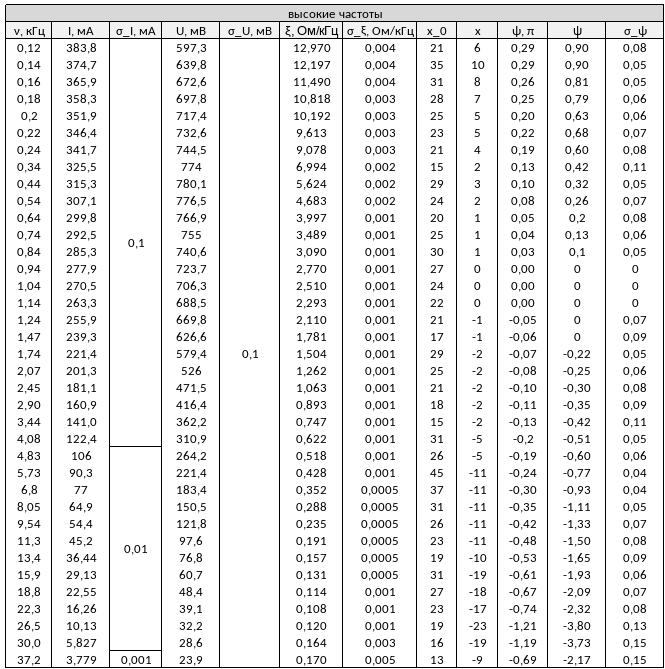 высокие частоты
ν, кГц I, мА σ_I, мА U, мВ σ_U, мВ ξ, Ом/кГц σ_ξ, Ом/кГц x_0 x ψ, π ψ σ_ψ
0,12 383,8 597,3 12,970 0,004 21 6 0,29 0,90 0,08
0,14 374,7 639,8 12,197 0,004 35 10 0,29 0,90 0,05
0,16 365,9 672,6 11,490 0,004 31 8 0,26 0,81 0,05
0,18 358,3 697,8 10,818 0,003 28 7 0,25 0,79 0,06
0,2 351,9 717,4 10,192 0,003 25 5 0,20 0,63 0,06
0,22 346,4 732,6 9,613 0,003 23 5 0,22 0,68 0,07
0,24 341,7 744,5 9,078 0,003 21 4 0,19 0,60 0,08
0,34 325,5 774 6,994 0,002 15 2 0,13 0,42 0,11
0,44 315,3 780,1 5,624 0,002 29 3 0,10 0,32 0,05
0,54 307,1 776,5 4,683 0,002 24 2 0,08 0,26 0,07
0,64 299,8 766,9 3,997 0,001 20 1 0,05 0,2 0,08
0,74 292,5 755 3,489 0,001 25 1 0,04 0,13 0,06
0,1
0,84 285,3 740,6 3,090 0,001 30 1 0,03 0,1 0,05
0,94 277,9 723,7 2,770 0,001 27 0 0,00 0 0
1,04 270,5 706,3 2,510 0,001 24 0 0,00 0 0
1,14 263,3 688,5 2,293 0,001 22 0 0,00 0 0
1,24 255,9 669,8 2,110 0,001 21 -1 -0,05 0 0,07
1,47 239,3 626,6 1,781 0,001 17 -1 -0,06 0 0,09
1,74 221,4 579,4 0,1 1,504 0,001 29 -2 -0,07 -0,22 0,05
2,07 201,3 526 1,262 0,001 25 -2 -0,08 -0,25 0,06
2,45 181,1 471,5 1,063 0,001 21 -2 -0,10 -0,30 0,08
2,90 160,9 416,4 0,893 0,001 18 -2 -0,11 -0,35 0,09
3,44 141,0 362,2 0,747 0,001 15 -2 -0,13 -0,42 0,11
4,08 122,4 310,9 0,622 0,001 31 -5 -0,2 -0,51 0,05
4,83 106 264,2 0,518 0,001 26 -5 -0,19 -0,60 0,06
5,73 90,3 221,4 0,428 0,001 45 -11 -0,24 -0,77 0,04
6,8 77 183,4 0,352 0,0005 37 -11 -0,30 -0,93 0,04
8,05 64,9 150,5 0,288 0,0005 31 -11 -0,35 -1,11 0,05
9,54 54,4 121,8 0,235 0,0005 26 -11 -0,42 -1,33 0,07
11,3 45,2 97,6 0,191 0,0005 23 -11 -0,48 -1,50 0,08
0,01
13,4 36,44 76,8 0,157 0,0005 19 -10 -0,53 -1,65 0,09
15,9 29,13 60,7 0,131 0,0005 31 -19 -0,61 -1,93 0,06
18,8 22,55 48,4 0,114 0,001 27 -18 -0,67 -2,09 0,07
22,3 16,26 39,1 0,108 0,001 23 -17 -0,74 -2,32 0,08
26,5 10,13 32,2 0,120 0,001 19 -23 -1,21 -3,80 0,13
30,0 5,827 28,6 0,164 0,003 16 -19 -1,19 -3,73 0,15
37,2 3,779 0,001 23,9 0,170 0,005 13 -9 -0,69 -2,17 0,15